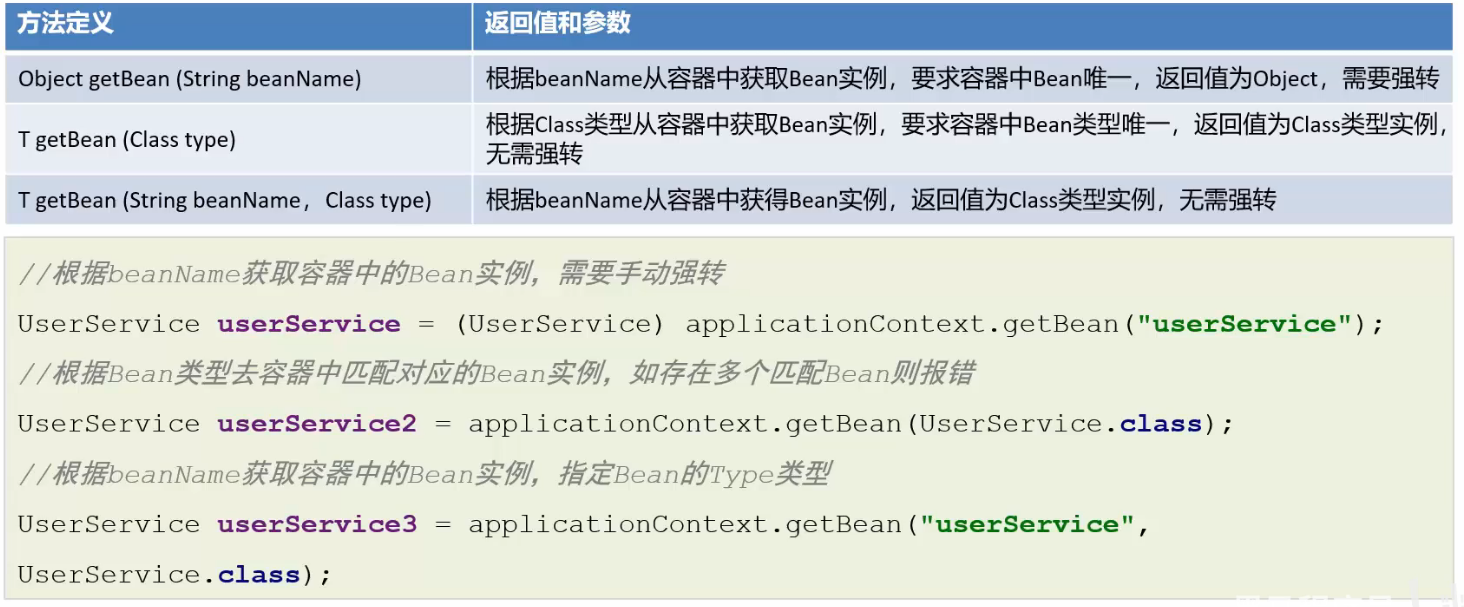 方法定义
返回值和参数
Object getBean (String beanName)
根据beanName从容器中获取Bean实例，要求容器中Bean唯一，返回值为Object，需要强转
T getBean (Class type)
根据Class类型从容器中获取Bean实例，要求容器中Bean类型唯一，返回值为Class类型实例，
无需强转
T getBean (String beanName，Class type)
根据beanName从容器中获得Bean实例，返回值为Class类型实例，无需强转
//根据beanName获取容器中的Bean实例，需要手动强转
UserService userService = (UserService) applicationContext.getBean("userService");
//根据Bean类型去容器中匹配对应的Bean实例，如存在多个匹配Bean则报错
UserService userService2 = applicationContext.getBean(UserService.class);
//根据beanName获取容器中的Bean实例，指定Bean的Type类型
UserService userService3 = applicationContext.getBean("userService",
UserService.class);